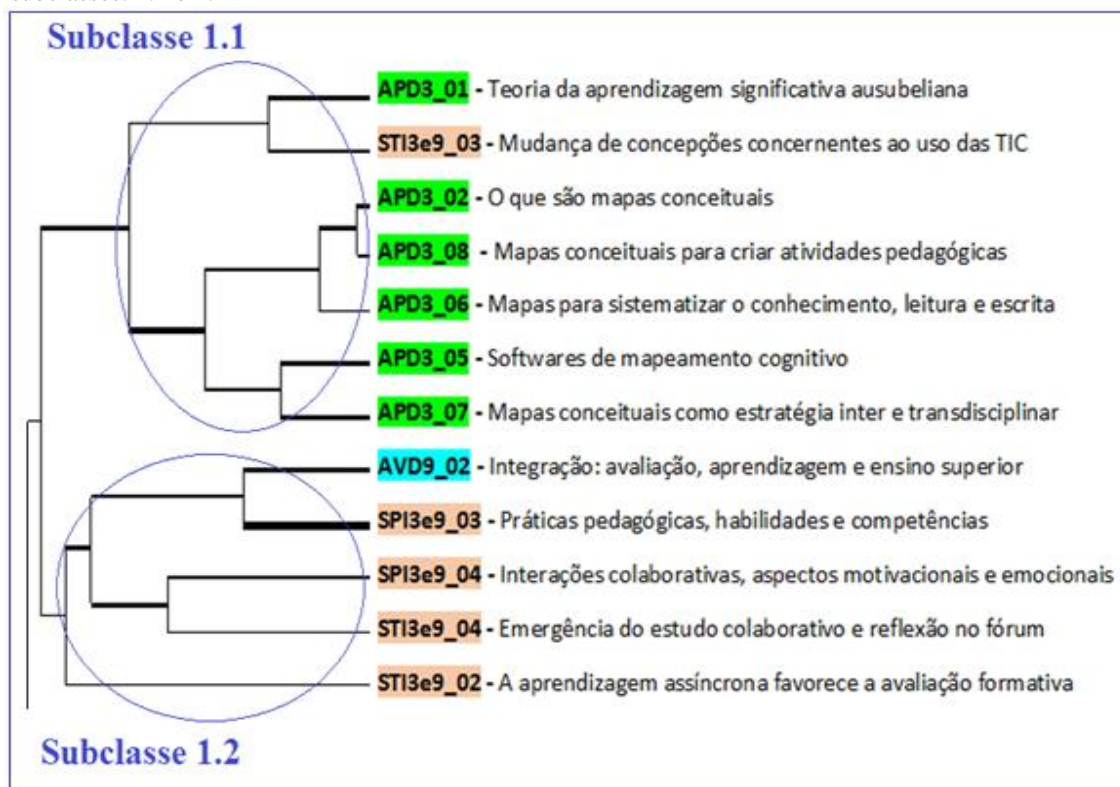 Subclasse 1.1
APD3_01 - Teoria da aprendizagem significativa ausubeliana
STI3e9_03 - Mudança de concepções concernentes ao uso das TIC
APD3_02 - O que são mapas conceituais
APD3_08 - Mapas conceituais para criar atividades pedagógicas
APD3_06 - Mapas para sistematizar o conhecimento, leitura e escrita
APD3_05 - Softwares de mapeamento cognitivo
APD3_07 - Mapas conceituais como estratégia inter e transdisciplinar
AVD9_02 - Integração: avaliação, aprendizagem e ensino superior
SPI3e9_03 - Práticas pedagógicas, habilidades e competências
SPI3e9_04 - Interações colaborativas, aspectos motivacionais e emocionais
STI3e9_04 - Emergência do estudo colaborativo e reflexão no fórum
STI3e9_02 - A aprendizagem assíncrona favorece a avaliação formativa
Subclasse 1.2